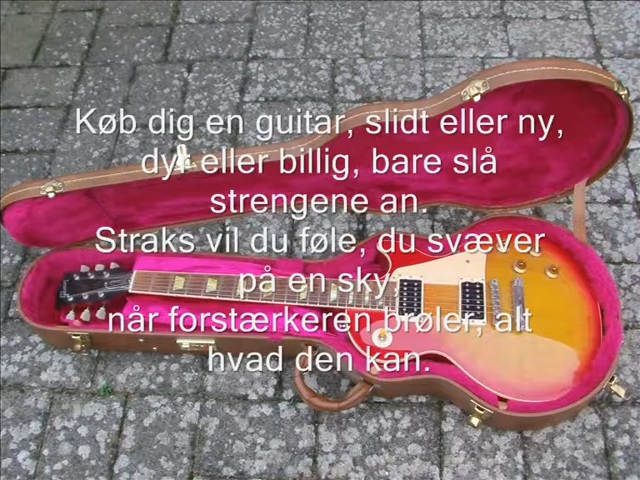 Køb dig en guitar, slidt eller ny,
dyr eller billig, bare slå
strengene an.
Straks vil du føle, du svæver
på en sky,
når forstærkeren brøler, alt
hvad den kan.